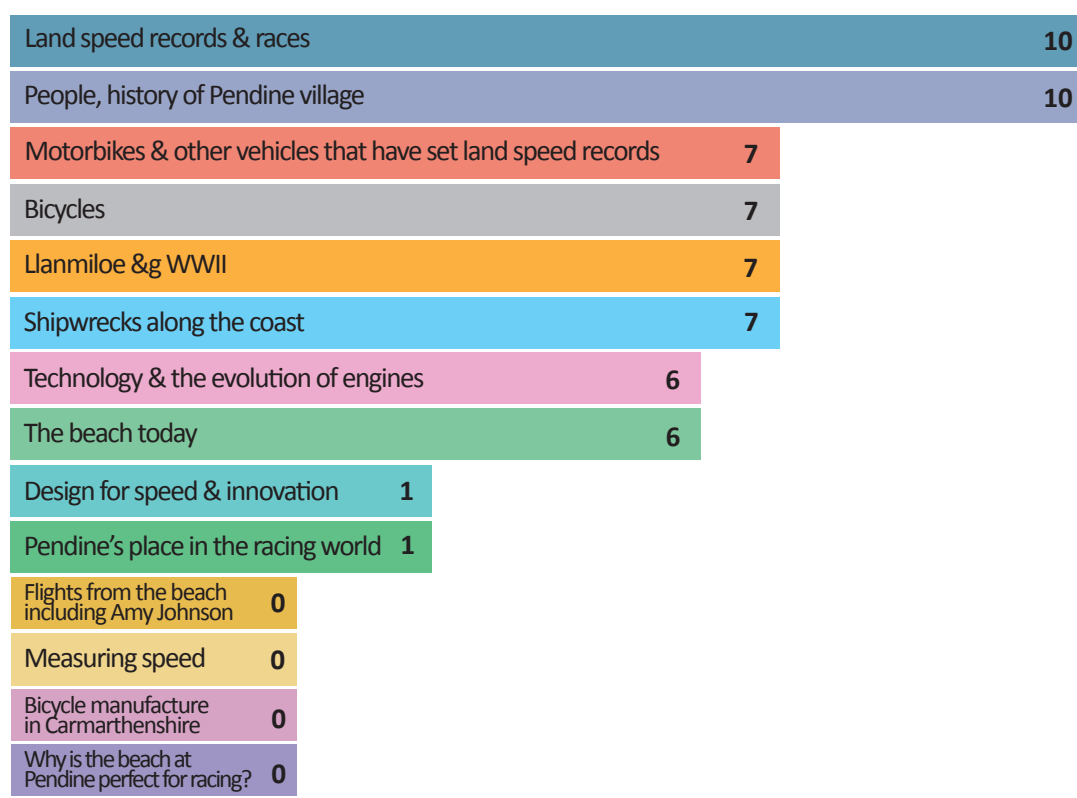 Land speed records & races 10
People, history of Pendine village 10
Motorbikes & other vehicles that have set land speed records 7
Bicycles 7
Llanmiloe &g WWII 7
Shipwrecks along the coast 7
Technology & the evolution of engines 6
The beach today 6
Design for speed & innovation 1
Pendine’s place in the racing world 1
Flights from the beach
including Amy Johnson 0
Measuring speed 0
Bicycle manufacture
in Carmarthenshire 0
Why is the beach at
Pendine perfect for racing? 0